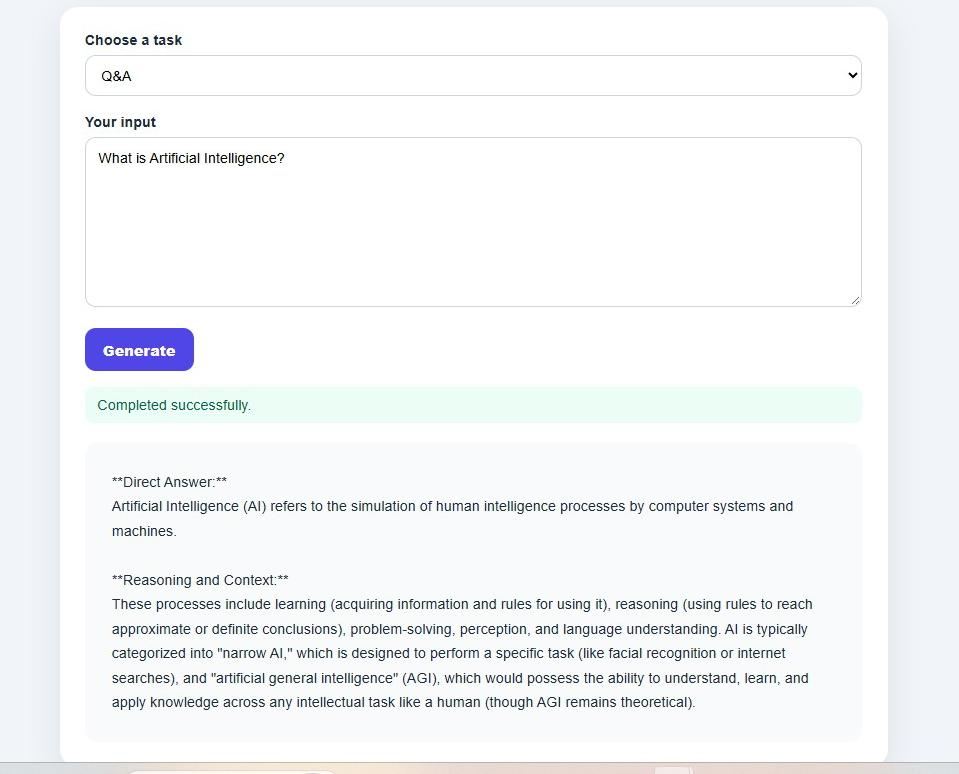 Choose a task
Q&A
Your input
What is Artificial Intelligence?
Generate
Completed successfully.
**Direct Answer:**
Artificial Intelligence (AI) refers to the simulation of human intelligence processes by computer systems and
machines.
**Reasoning and Context:**
These processes include learning (acquiring information and rules for using it), reasoning (using rules to reach
approximate or definite conclusions), problem-solving, perception, and language understanding. AI is typically
categorized into "narrow AI," which is designed to perform a specific task (like facial recognition or internet
searches), and "artificial general intelligence" (AGI), which would possess the ability to understand, learn, and
apply knowledge across any intellectual task like a human (though AGI remains theoretical).